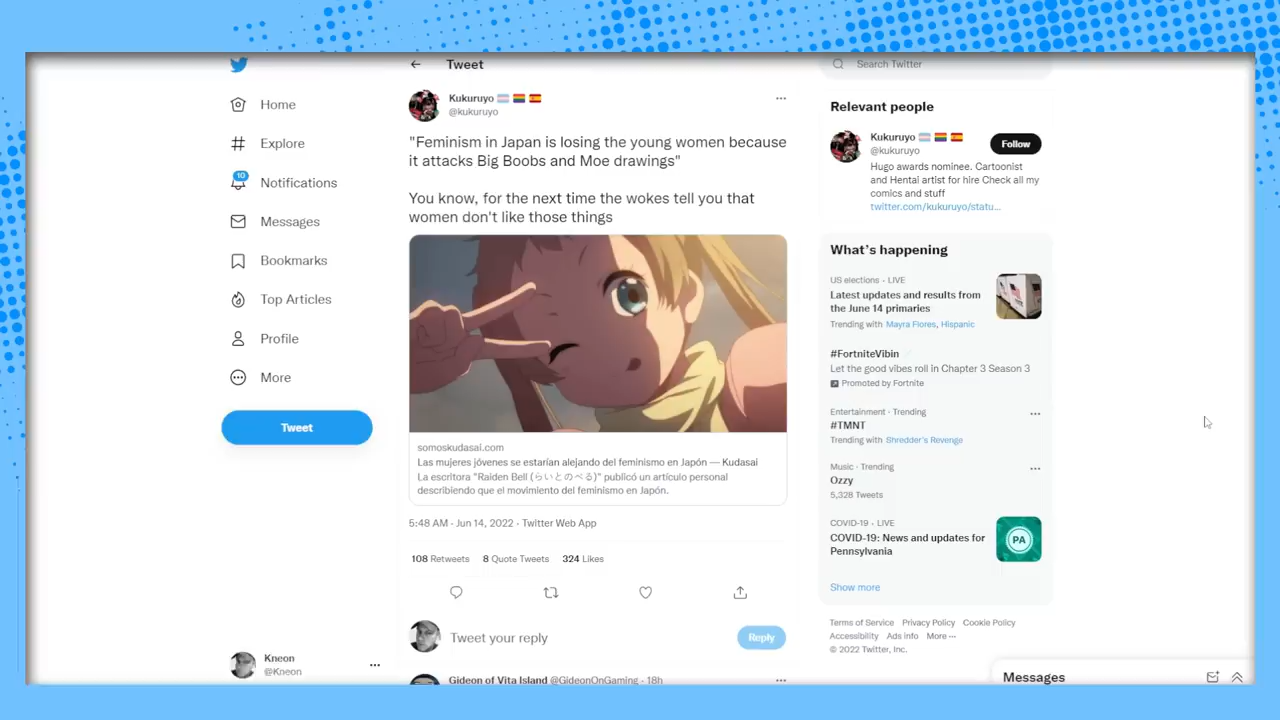 Home
Explore
10
Notifications
Messages
Bookmarks
Top Articles
Profile
More
Tweet
Kneon
@Kneon
Tweet
Kukuruyo
@kukuruyo
"Feminism in Japan is losing the young women because
it attacks Big Boobs and Moe drawings"
You know, for the next time the wokes tell you that
women don't like those things
somoskudasai.com
Las mujeres jóvenes se estarían alejando del feminismo en Japón — Kudasai
La escritora "Raiden Bell (らいとのべる)" publicó un artículo personal
describiendo que el movimiento del feminismo en Japón.
5:48 AM · Jun 14, 2022 · Twitter Web App
108 Retweets 8 Quote Tweets 324 Likes
Tweet your reply
Reply
Gideon of Vita Island @GideonOnGaming · 18h
Search Twitter
Relevant people
Kukuruyo
@kukuruyo
Follow
Hugo awards nominee. Cartoonist
and Hentai artist for hire Check all my
comics and stuff
twitter.com/kukuruyo/statu...
What's happening
US elections · LIVE
Latest updates and results from
the June 14 primaries
Trending with Mayra Flores, Hispanic
#FortniteVibin
Let the good vibes roll in Chapter 3 Season 3
Promoted by Fortnite
Entertainment · Trending
#TMNT
Trending with Shredder's Revenge
Music · Trending
Ozzy
5,328 Tweets
COVID-19 · LIVE
COVID-19: News and updates for
Pennsylvania
PA
Show more
Terms of Service Privacy Policy Cookie Policy
Accessibility Ads info More ···
© 2022 Twitter, Inc.
Messages